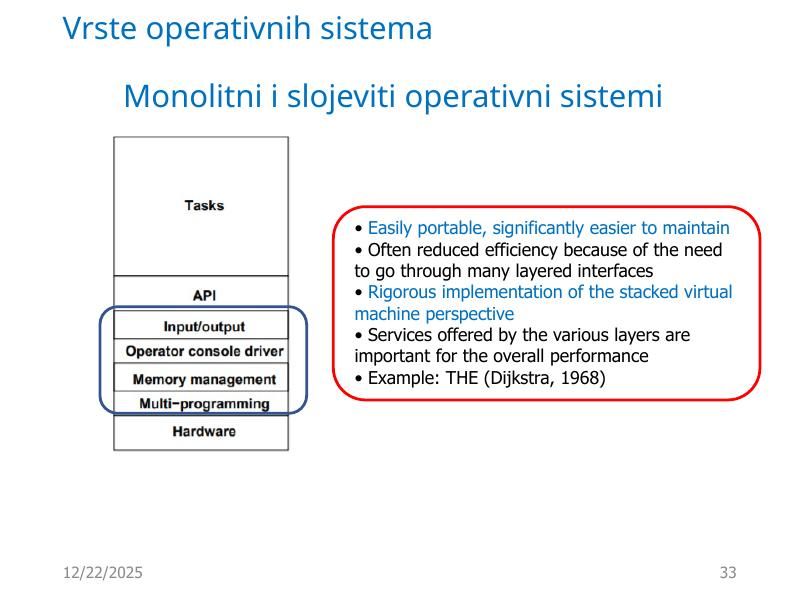 Vrste operativnih sistema
Monolitni i slojeviti operativni sistemi
Tasks
API
Input/output
Operator console driver
Memory management
Multi-programming
Hardware
• Easily portable, significantly easier to maintain
• Often reduced efficiency because of the need
to go through many layered interfaces
• Rigorous implementation of the stacked virtual
machine perspective
• Services offered by the various layers are
important for the overall performance
• Example: THE (Dijkstra, 1968)
12/22/2025
33